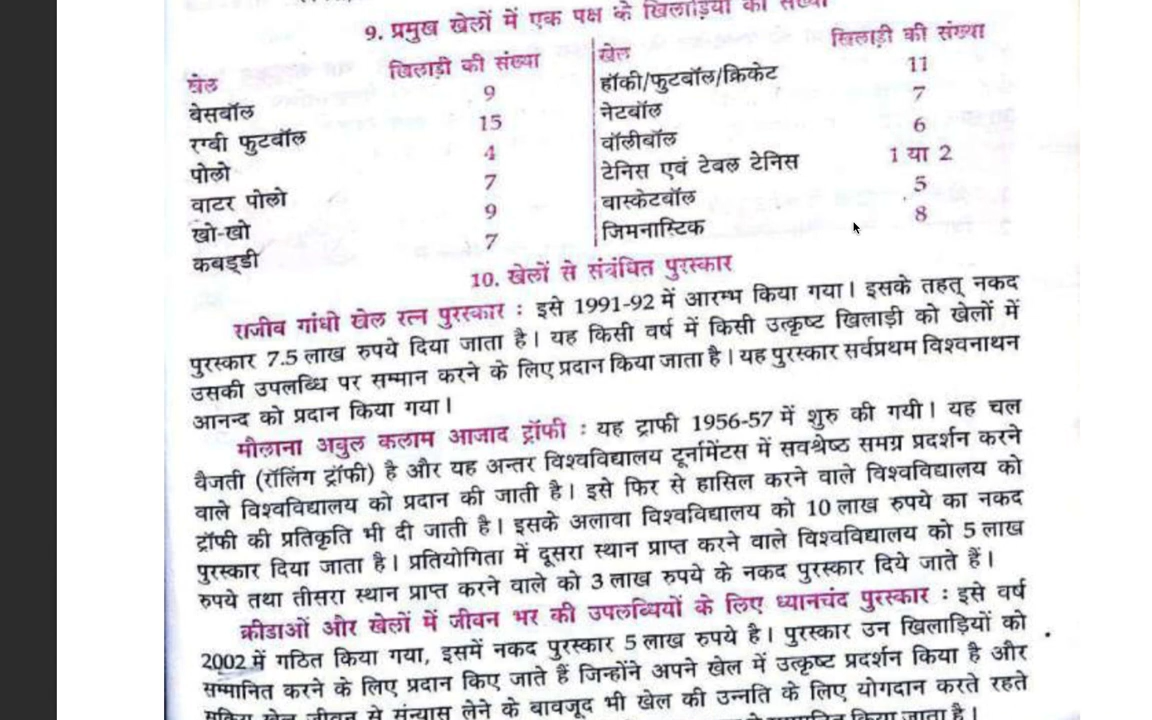 9. प्रमुख खेलों में एक पक्ष के खिलाड़ियों की संख्या
खेल खिलाड़ी की संख्या
बेसबॉल 9
रग्बी फुटबॉल 15
पोलो 4
वाटर पोलो 7
खो-खो 9
कबड्डी 7
खेल खिलाड़ी की संख्या
हॉकी/फुटबॉल/क्रिकेट 11
नेटबॉल 7
वॉलीबॉल 6
टेनिस एवं टेबल टेनिस 1 या 2
बास्केटबॉल 5
जिमनास्टिक 8
10. खेलों से संबंधित पुरस्कार
राजीव गांधी खेल रत्न पुरस्कार : इसे 1991-92 में आरम्भ किया गया। इसके तहत् नकद
पुरस्कार 7.5 लाख रुपये दिया जाता है। यह किसी वर्ष में किसी उत्कृष्ट खिलाड़ी को खेलों में
उसकी उपलब्धि पर सम्मान करने के लिए प्रदान किया जाता है। यह पुरस्कार सर्वप्रथम विश्वनाथन
आनन्द को प्रदान किया गया।
मौलाना अबुल कलाम आजाद ट्रॉफी : यह ट्राफी 1956-57 में शुरु की गयी। यह चल
वैजती (रॉलिंग ट्रॉफी) है और यह अन्तर विश्वविद्यालय टूर्नामेंटस में सवश्रेष्ठ समग्र प्रदर्शन करने
वाले विश्वविद्यालय को प्रदान की जाती है। इसे फिर से हासिल करने वाले विश्वविद्यालय को
ट्रॉफी की प्रतिकृति भी दी जाती है। इसके अलावा विश्वविद्यालय को 10 लाख रुपये का नकद
पुरस्कार दिया जाता है। प्रतियोगिता में दूसरा स्थान प्राप्त करने वाले विश्वविद्यालय को 5 लाख
रुपये तथा तीसरा स्थान प्राप्त करने वाले को 3 लाख रुपये के नकद पुरस्कार दिये जाते हैं।
क्रीडाओं और खेलों में जीवन भर की उपलब्धियों के लिए ध्यानचंद पुरस्कार : इसे वर्ष
2002 में गठित किया गया, इसमें नकद पुरस्कार 5 लाख रुपये है। पुरस्कार उन खिलाड़ियों को
सम्मानित करने के लिए प्रदान किए जाते हैं जिन्होंने अपने खेल में उत्कृष्ट प्रदर्शन किया है और
सक्रिय खेल जीवन से संन्यास लेने के बावजूद भी खेल की उन्नति के लिए योगदान करते रहते
किया जाता है।